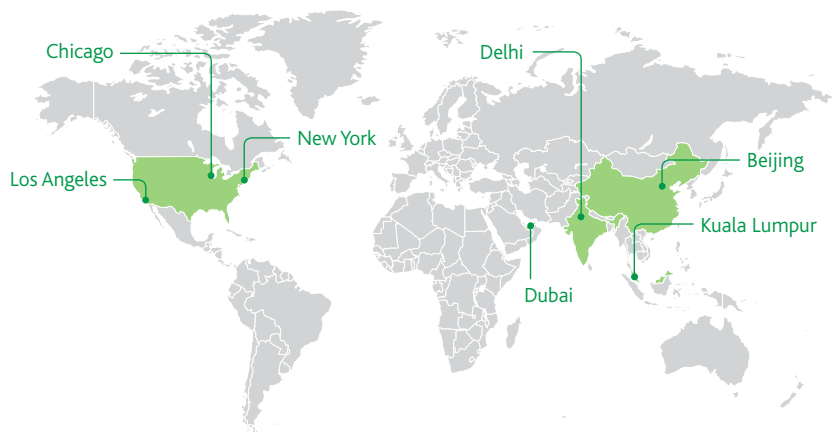 Chicago
Delhi
New York
Beijing
Los Angeles
Kuala Lumpur
Dubai